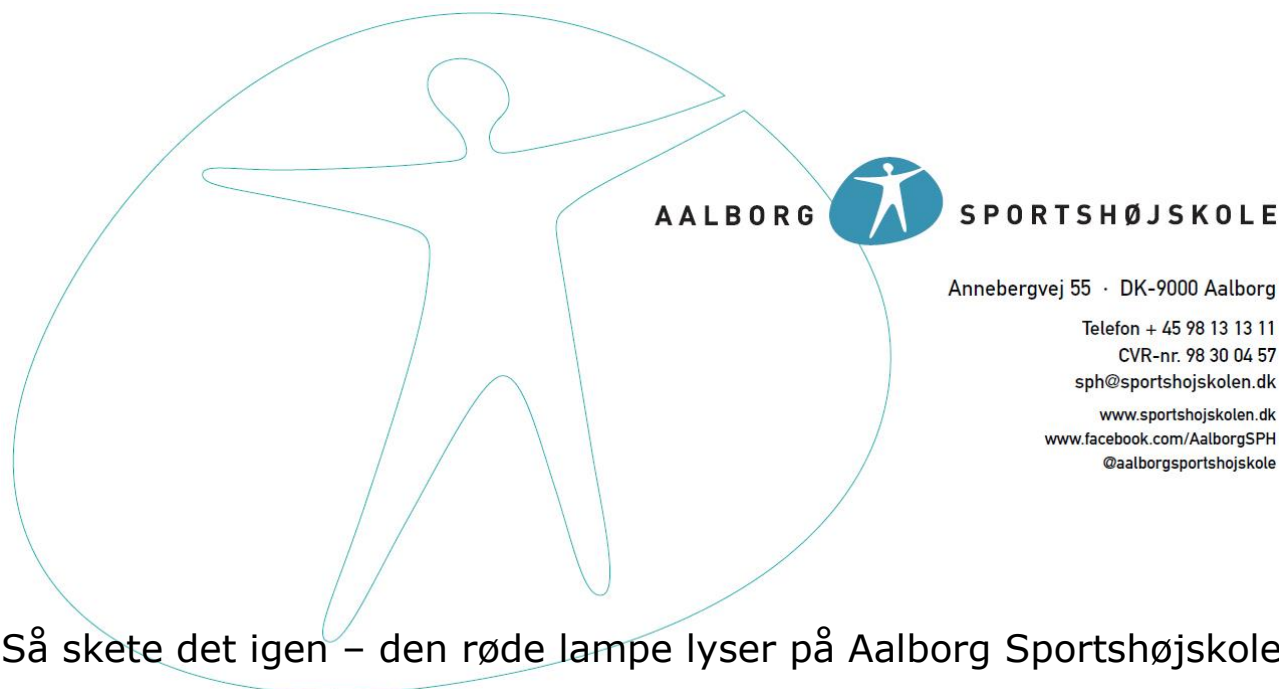 AALBORG SPORTSHØJSKOLE
Annebergvej 55 · DK-9000 Aalborg
Telefon + 45 98 13 13 11
CVR-nr. 98 30 04 57
sph@sportshojskolen.dk
www.sportshojskolen.dk
www.facebook.com/AalborgSPH
@aalborgsportshojskole
Så skete det igen – den røde lampe lyser på Aalborg Sportshøjskole